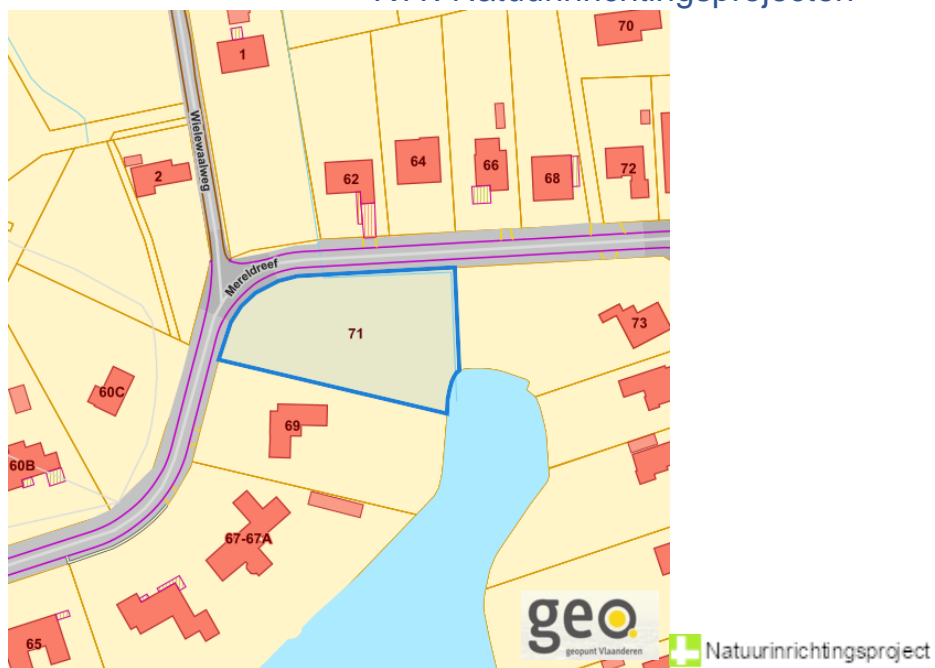 Natuurinrichtingsprojecten
70
1
Wielewaalweg
2
62
64
66
68
72
Mereldreef
71
73
60C
69
60B
67-67A
65
geo
geopunt Vlaanderen
Natuurinrichtingsproject